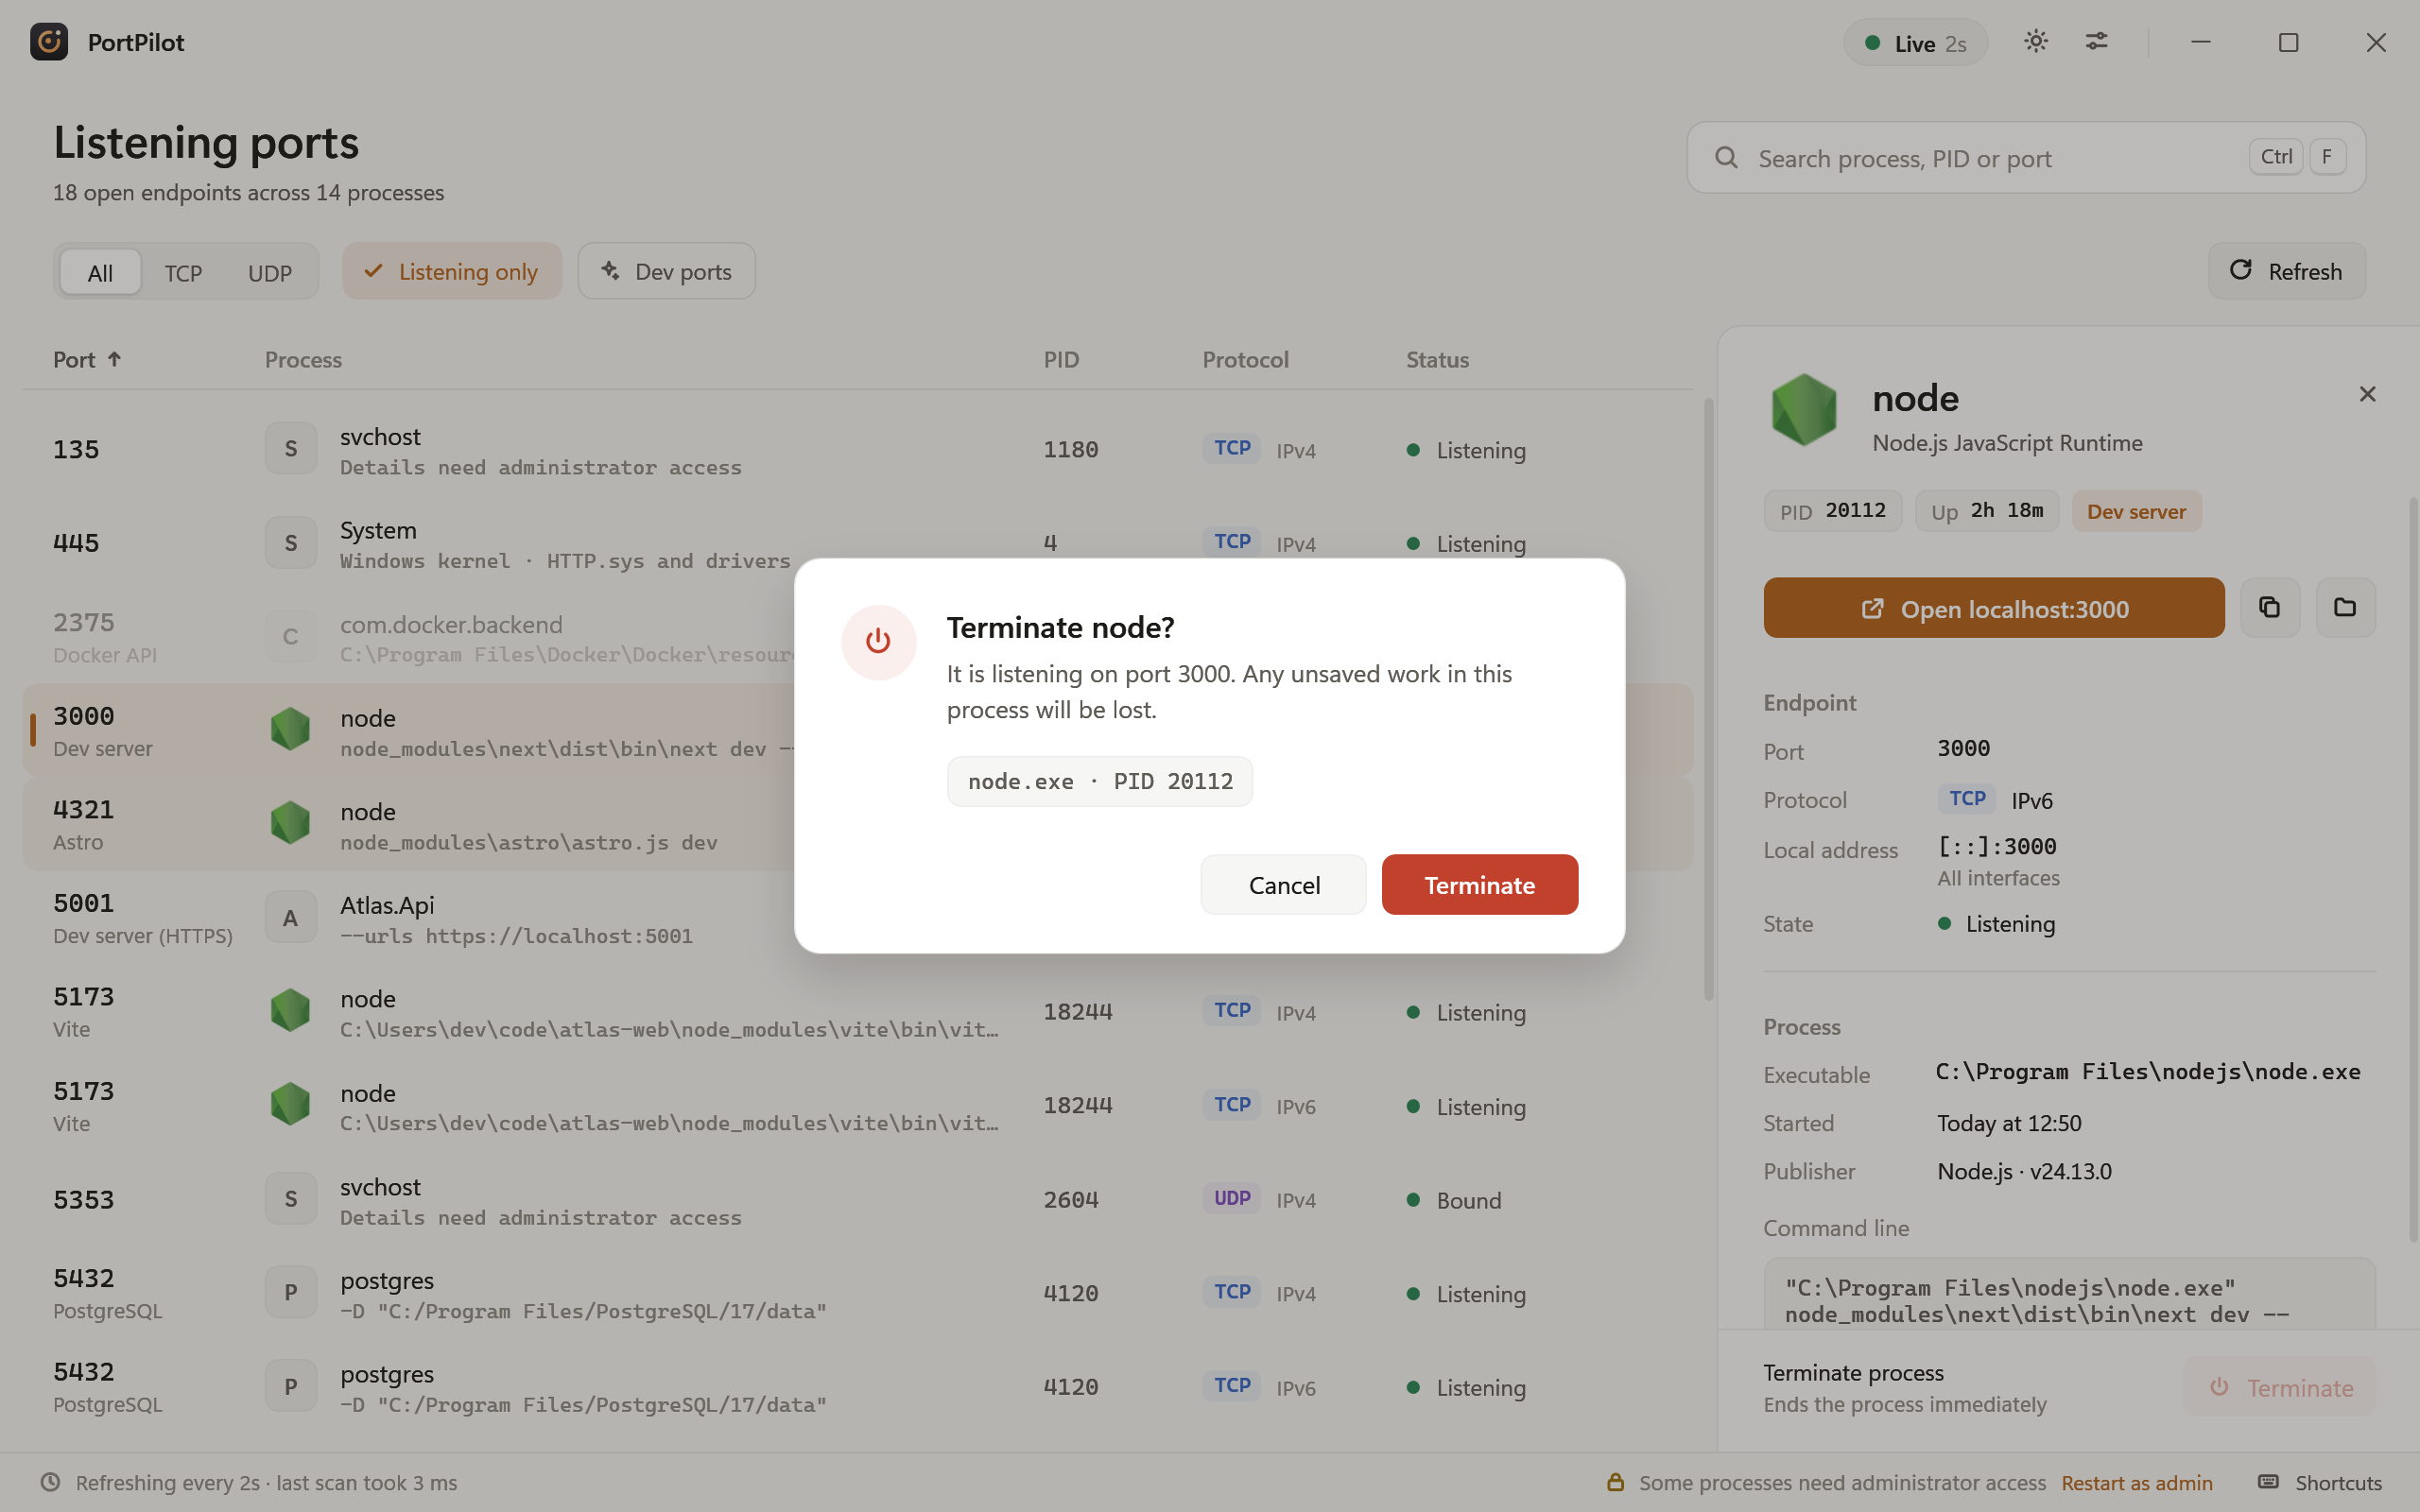 PortPilot
Live 2s
Listening ports
18 open endpoints across 14 processes
Search process, PID or port
Ctrl F
All TCP UDP
Listening only
Dev ports
Refresh
Port Process PID Protocol Status
135 S svchost 1180 TCP IPv4 Listening
Details need administrator access
445 S System 4 TCP IPv4 Listening
Windows kernel · HTTP.sys and drivers
2375 C com.docker.backend
Docker API C:\Program Files\Docker\Docker\resour
3000 node
Dev server node_modules\next\dist\bin\next dev
4321 node
Astro node_modules\astro\astro.js dev
5001 A Atlas.Api
Dev server (HTTPS) --urls https://localhost:5001
5173 node 18244 TCP IPv4 Listening
Vite C:\Users\dev\code\atlas-web\node_modules\vite\bin\vit…
5173 node 18244 TCP IPv6 Listening
Vite C:\Users\dev\code\atlas-web\node_modules\vite\bin\vit…
5353 S svchost 2604 UDP IPv4 Bound
Details need administrator access
5432 P postgres 4120 TCP IPv4 Listening
PostgreSQL -D "C:/Program Files/PostgreSQL/17/data"
5432 P postgres 4120 TCP IPv6 Listening
PostgreSQL -D "C:/Program Files/PostgreSQL/17/data"
Terminate node?
It is listening on port 3000. Any unsaved work in this
process will be lost.
node.exe · PID 20112
Cancel
Terminate
node
Node.js JavaScript Runtime
PID 20112 Up 2h 18m Dev server
Open localhost:3000
Endpoint
Port 3000
Protocol TCP IPv6
Local address [::]:3000
All interfaces
State Listening
Process
Executable C:\Program Files\nodejs\node.exe
Started Today at 12:50
Publisher Node.js · v24.13.0
Command line
"C:\Program Files\nodejs\node.exe"
node_modules\next\dist\bin\next dev --
Terminate process
Ends the process immediately
Terminate
Refreshing every 2s · last scan took 3 ms
Some processes need administrator access Restart as admin
Shortcuts